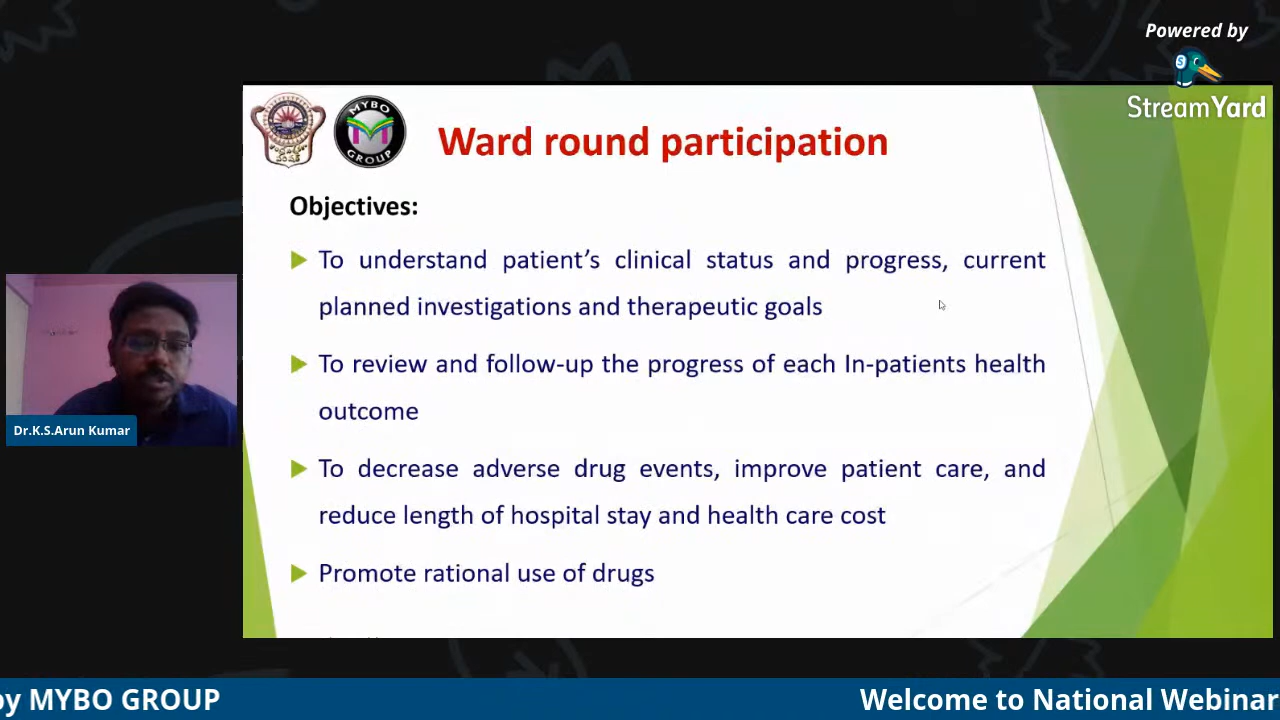 Powered by
StreamYard
MYBO
GROUP
Ward round participation
Objectives:
To understand patient’s clinical status and progress, current
planned investigations and therapeutic goals
To review and follow-up the progress of each In-patients health
outcome
To decrease adverse drug events, improve patient care, and
reduce length of hospital stay and health care cost
Promote rational use of drugs
Dr.K.S.Arun Kumar
by MYBO GROUP
Welcome to National Webinar